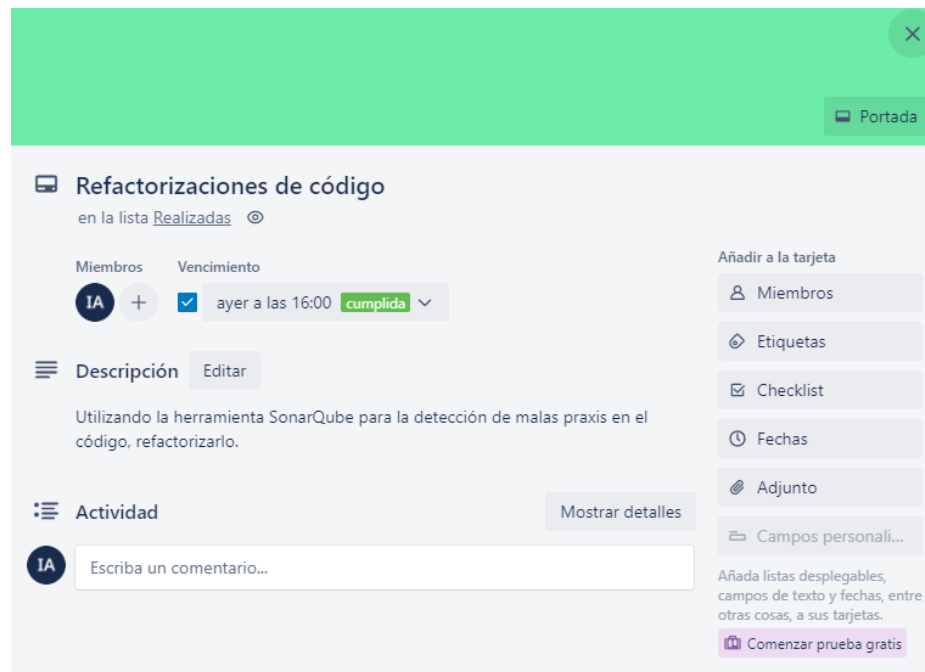 Portada
Refactorizaciones de código
en la lista Realizadas
Miembros
Vencimiento
IA
ayer a las 16:00 cumplida
Descripción
Editar
Utilizando la herramienta SonarQube para la detección de malas praxis en el
código, refactorizarlo.
Actividad
Mostrar detalles
IA
Escriba un comentario...
Añadir a la tarjeta
Miembros
Etiquetas
Checklist
Fechas
Adjunto
Campos personali...
Añada listas desplegables,
campos de texto y fechas, entre
otras cosas, a sus tarjetas.
Comenzar prueba gratis